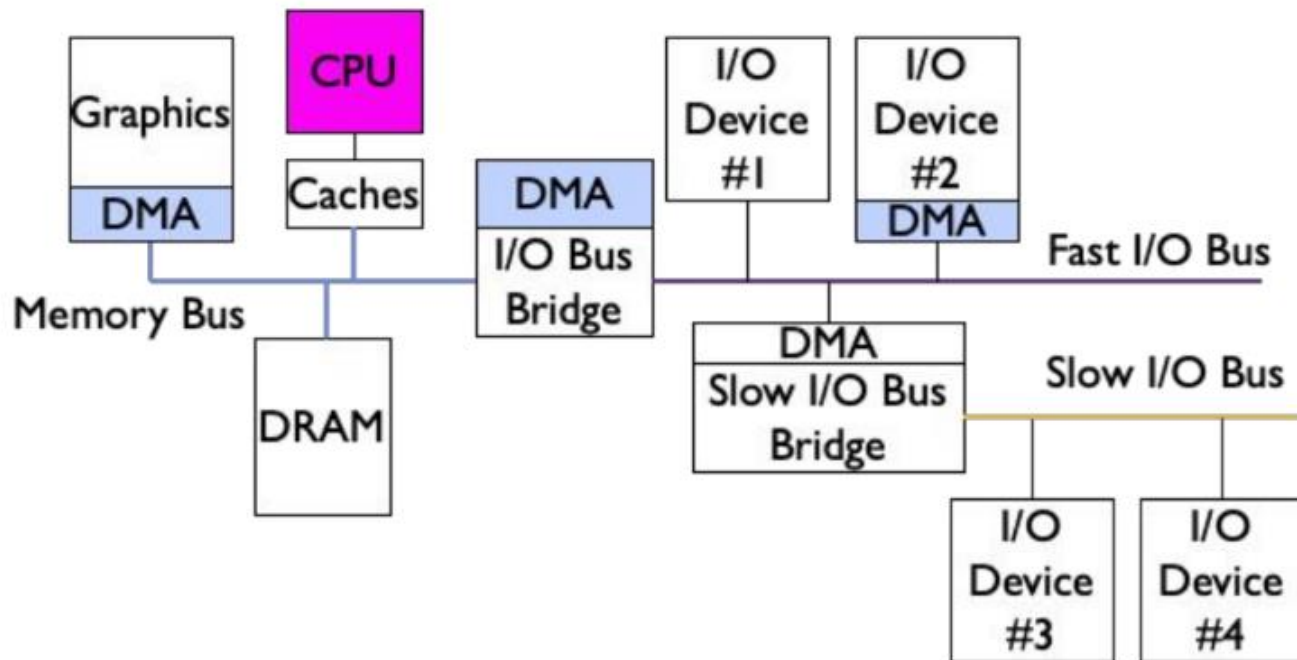 Graphics
DMA
CPU
Caches
DMA
I/O Bus
Bridge
I/O
Device
#1
I/O
Device
#2
DMA
Fast I/O Bus
Memory Bus
DRAM
DMA
Slow I/O Bus
Bridge
Slow I/O Bus
I/O
Device
#3
I/O
Device
#4